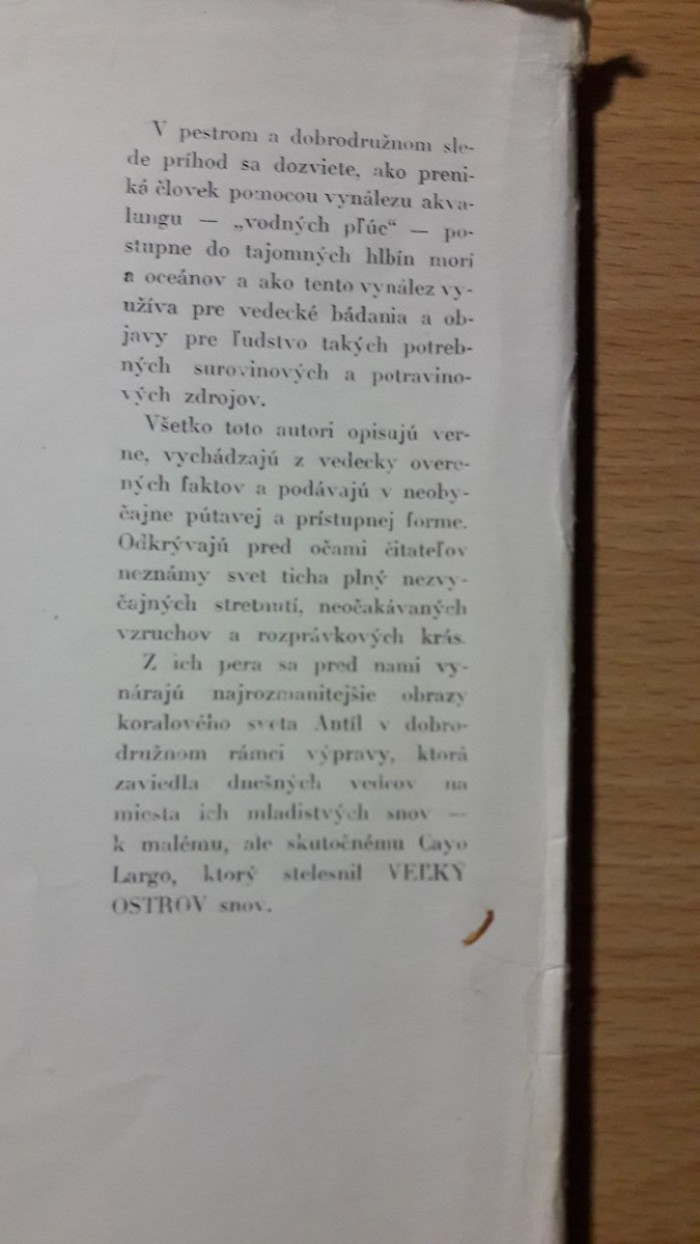 V pestrom a dobrodružnom sle-
de príhod sa dozviete, ako preni-
ká človek pomocou vynálezu akva-
lungu — „vodných pľúc“ — po-
stupne do tajomných hlbín morí
a oceánov a ako tento vynález vy-
užíva pre vedecké bádania a ob-
javy pre ľudstvo takých potreb-
ných surovinových a potravino-
vých zdrojov.
Všetko toto autori opisujú ver-
ne, vychádzajú z vedecky overe-
ných faktov a podávajú v neoby-
čajne pútavej a prístupnej forme.
Odkrývajú pred očami čitateľov
neznámy svet ticha plný nezvy-
čajných stretnutí, neočakávaných
vzruchov a rozprávkových krás.
Z ich pera sa pred nami vy-
nárajú najrozmanitejšie obrazy
koralového sveta Antíl v dobro-
družnom rámci výpravy, ktorá
zaviedla dnešných vedcov na
miesta ich mladistvých snov —
k malému, ale skutočnému Cayo
Largo, ktorý stelesnil VEĽKÝ
OSTROV snov.